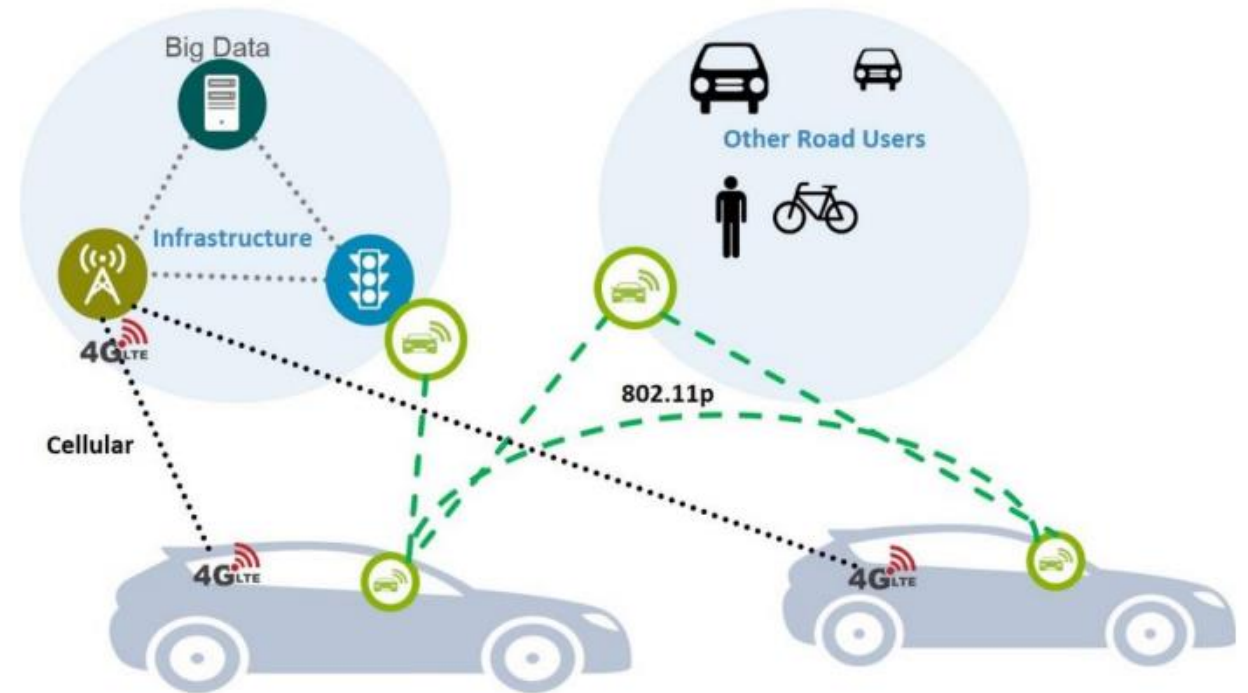 Big Data
Other Road Users
Infrastructure
4G LTE
802.11p
Cellular
4G LTE
4G LTE